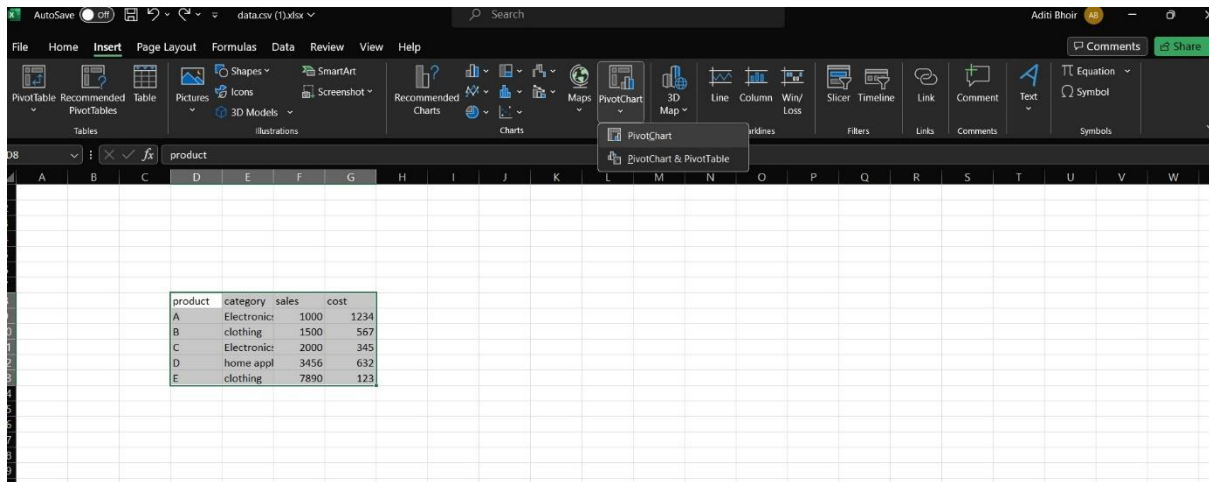 AutoSave Off data.csv (1).xlsx Search Aditi Bhoir AB
File Home Insert Page Layout Formulas Data Review View Help Comments Share
PivotTable Recommended PivotTables Table Pictures Shapes Icons 3D Models SmartArt Screenshot Recommended Charts Maps PivotChart 3D Map Line Column Win/Loss Slicer Timeline Link Comment Text Equation Symbol
Tables Illustrations Charts Filters Links Comments Symbols
PivotChart
PivotChart & PivotTable
fx product
A B C D E F G H I J K L M N O P Q R S T U V W
product category sales cost
A Electronic 1000 1234
B clothing 1500 567
C Electronic 2000 345
D home appl 3456 632
E clothing 7890 123